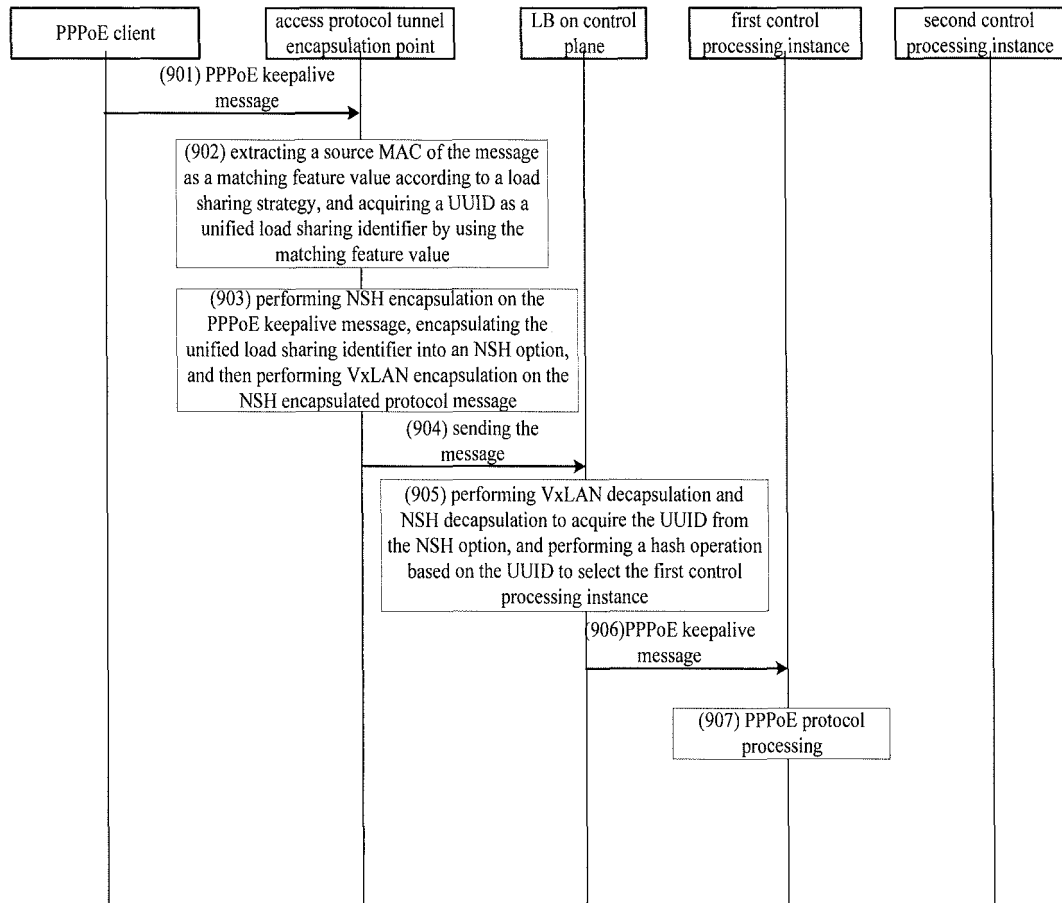 PPPoE client
access protocol tunnel
encapsulation point
LB on control
plane
first control
processing instance
second control
processing instance
(901) PPPoE keepalive
message
(902) extracting a source MAC of the message
as a matching feature value according to a load
sharing strategy, and acquiring a UUID as a
unified load sharing identifier by using the
matching feature value
(903) performing NSH encapsulation on the
PPPoE keepalive message, encapsulating the
unified load sharing identifier into an NSH option,
and then performing VxLAN encapsulation on the
NSH encapsulated protocol message
(904) sending the
message
(905) performing VxLAN decapsulation and
NSH decapsulation to acquire the UUID from
the NSH option, and performing a hash operation
based on the UUID to select the first control
processing instance
(906)PPPoE keepalive
message
(907) PPPoE protocol
processing